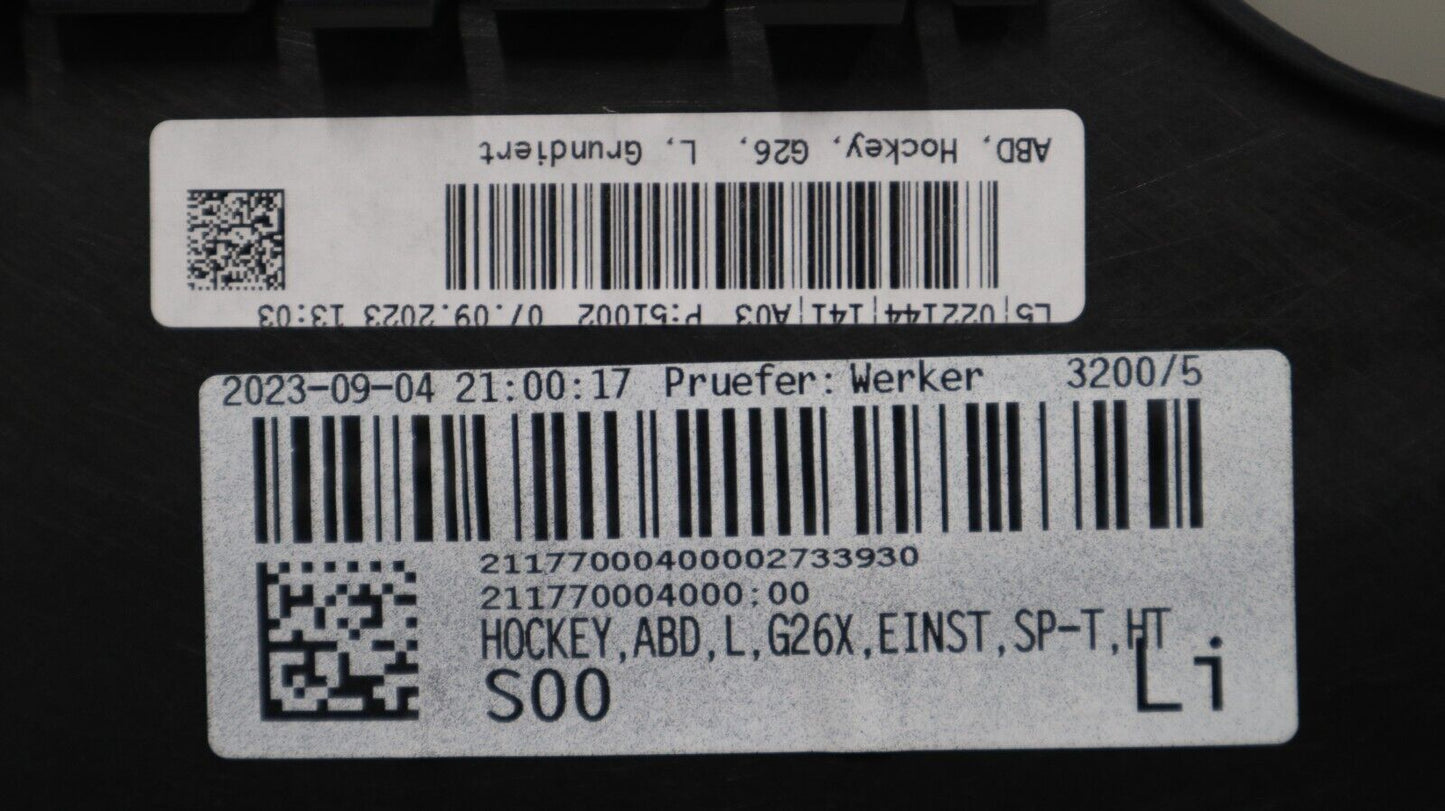 ABD, Hockey, G26, L, Grundiert
L5|022144|141|A03 P:51002 07.09.2023 13:03
2023-09-04 21:00:17 Pruefer: Werker 3200/5
21177000400002733930
211770004000:00
HOCKEY,ABD,L,G26X,EINST,SP-T,HT
S00 Li